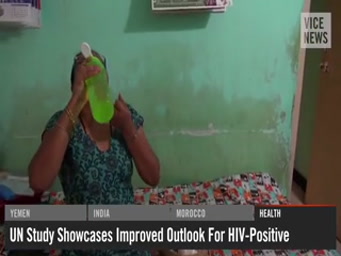 VICE
NEWS
YEMEN
INDIA
MOROCCO
HEALTH
UN Study Showcases Improved Outlook For HIV-Positive